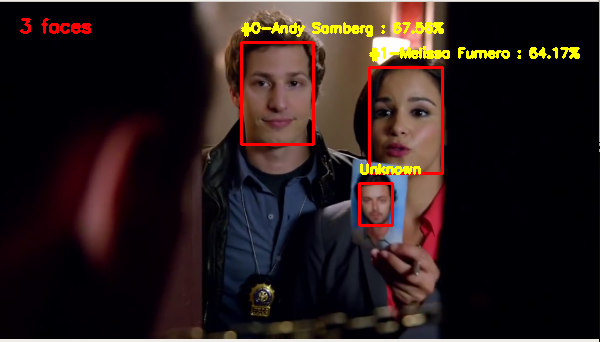 3 faces
#0-Andy Samberg : 67.56%
#1-Melissa Fumero : 64.17%
Unknown